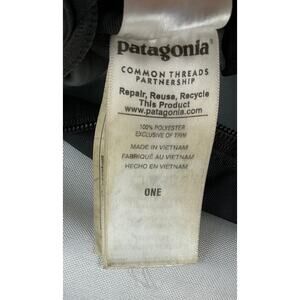 patagonia®
COMMON THREADS
PARTNERSHIP
Repair, Reuse, Recycle
This Product
www.patagonia.com
100% POLYESTER
EXCLUSIVE OF TRIM
MADE IN VIETNAM
FABRIQUÉ AU VIETNAM
HECHO EN VIETNAM
ONE